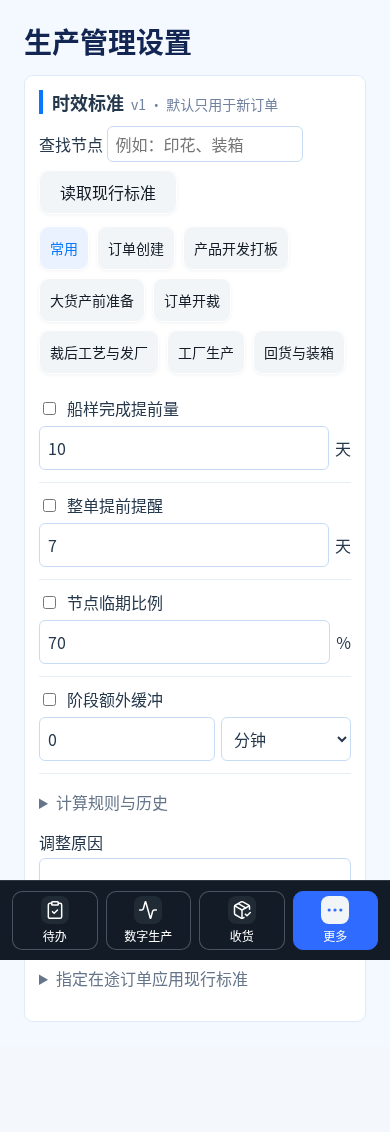 生产管理设置
时效标准 v1 · 默认只用于新订单
查找节点 例如：印花、装箱
读取现行标准
常用 订单创建 产品开发打板
大货产前准备 订单开裁
裁后工艺与发厂 工厂生产 回货与装箱
船样完成提前量
10 天
整单提前提醒
7 天
节点临期比例
70 %
阶段额外缓冲
0 分钟
计算规则与历史
调整原因
待办 数字生产 收货 更多
指定在途订单应用现行标准